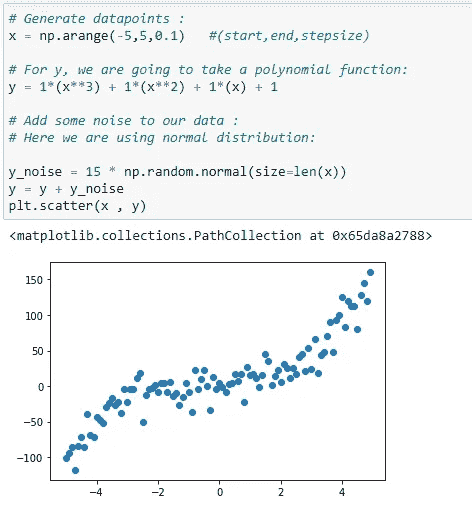 # Generate datapoints :
x = np.arange(-5,5,0.1)   #(start,end,stepsize)
# For y, we are going to take a polynomial function:
y = 1*(x**3) + 1*(x**2) + 1*(x) + 1
# Add some noise to our data :
# Here we are using normal distribution:
y_noise = 15 * np.random.normal(size=len(x))
y = y + y_noise
plt.scatter(x , y)
<matplotlib.collections.PathCollection at 0x65da8a2788>
150
100
50
0
−50
−100
−4 −2 0 2 4